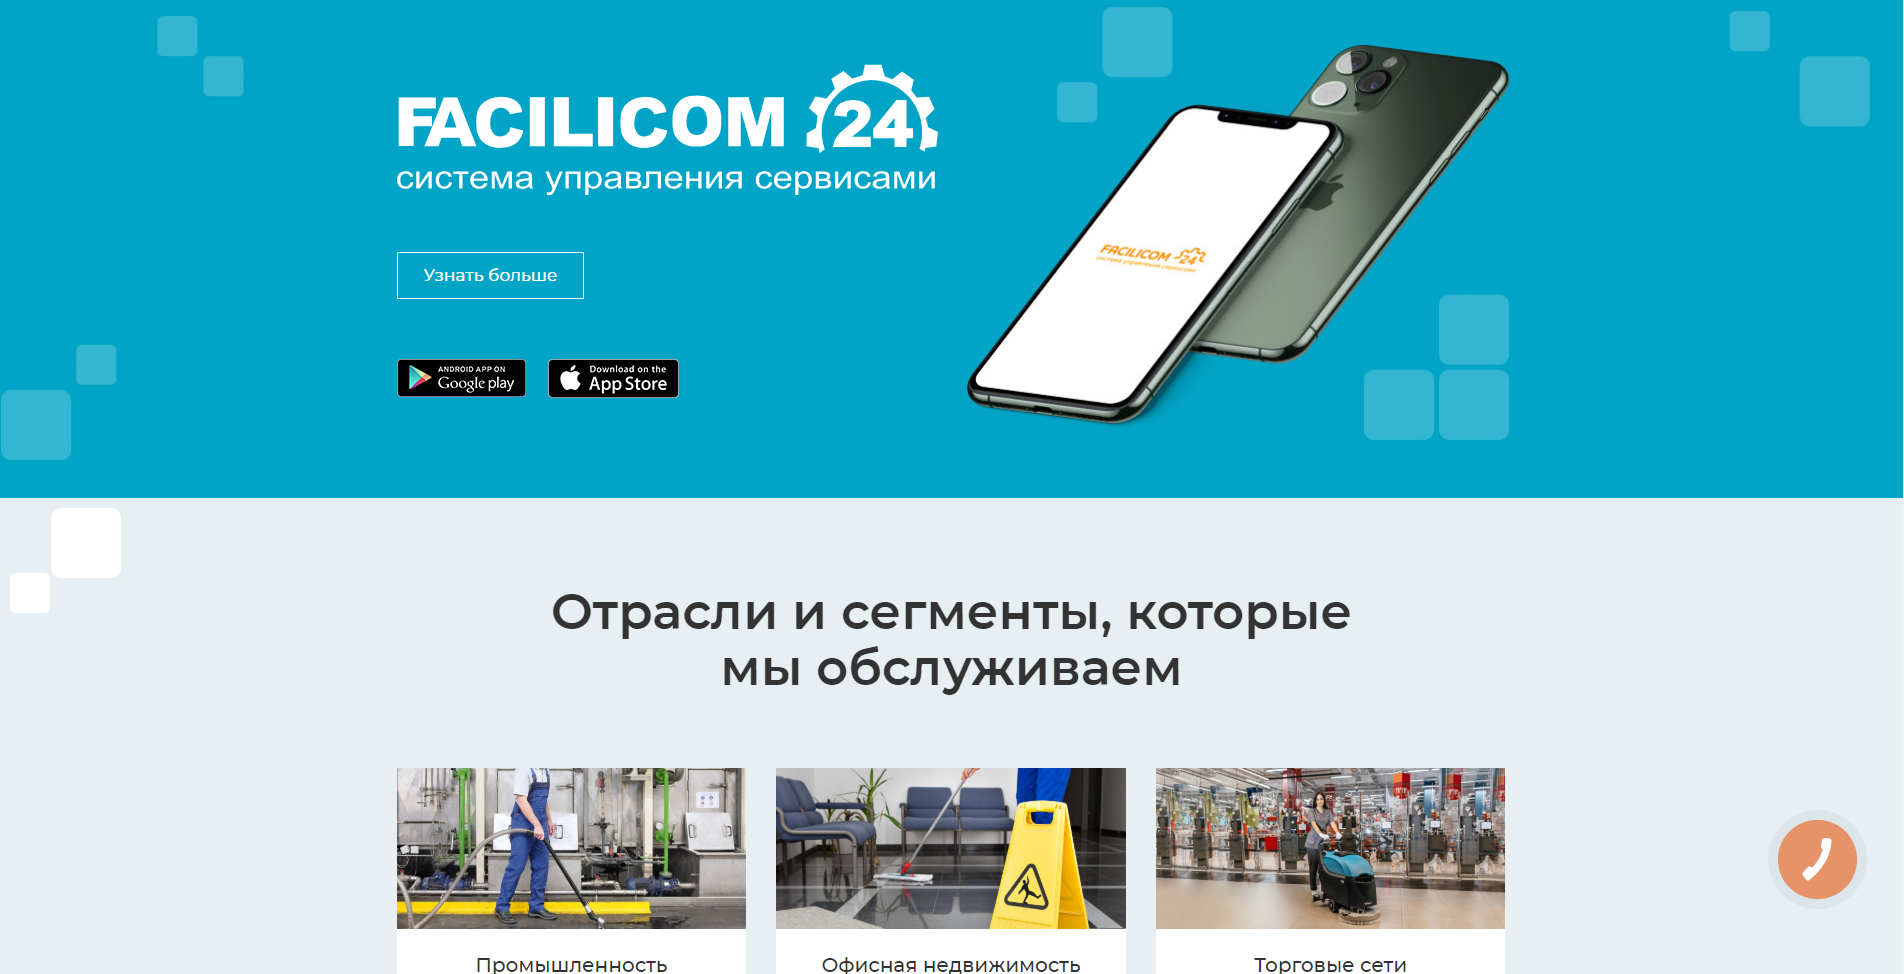 FACILICOM 24
система управления сервисами
Узнать больше
ANDROID APP ON
Google play
Download on the
App Store
FACILICOM 24
система управления сервисами
Отрасли и сегменты, которые
мы обслуживаем
Промышленность
Офисная недвижимость
Торговые сети